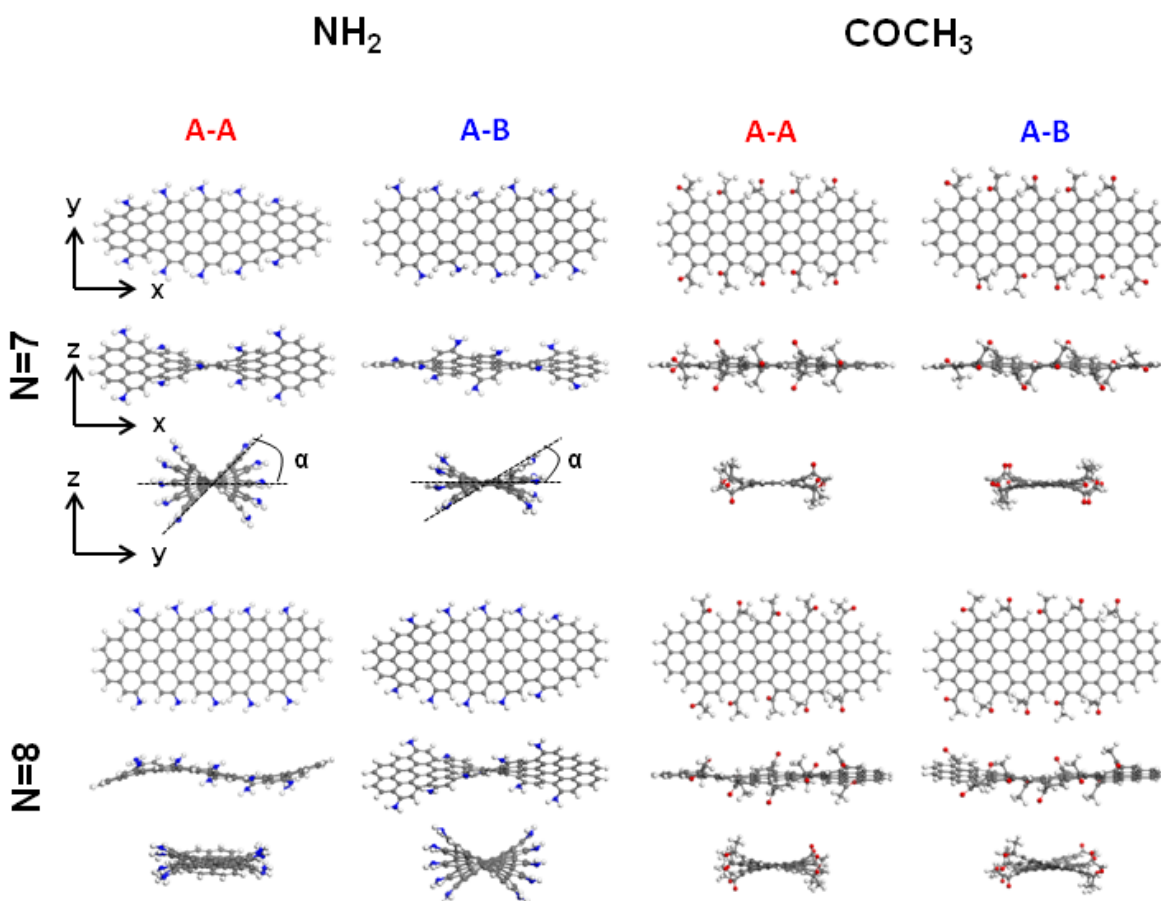 NH₂ COCH₃
A-A A-B A-A A-B
y
x
N=7
z
x
α α
z
y
N=8